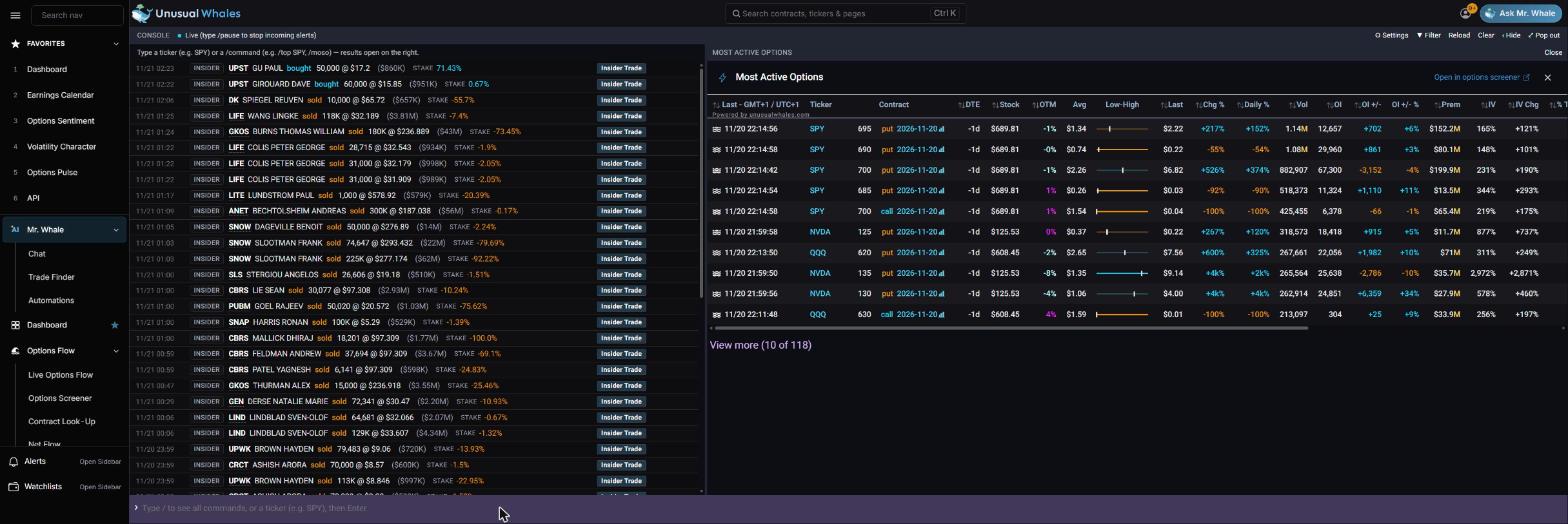 Search nav
Unusual Whales
Search contracts, tickers & pages Ctrl K
9+
Ask Mr. Whale
FAVORITES
1 Dashboard
2 Earnings Calendar
3 Options Sentiment
4 Volatility Character
5 Options Pulse
6 API
Mr. Whale
Chat
Trade Finder
Automations
Dashboard
Options Flow
Live Options Flow
Options Screener
Contract Look-Up
Net Flow
Alerts Open Sidebar
Watchlists Open Sidebar
CONSOLE Live (type /pause to stop incoming alerts)
Settings Filter Reload Clear Hide Pop out
Type a ticker (e.g. SPY) or a /command (e.g. /top SPY, /moso) — results open on the right.
11/21 02:23 INSIDER UPST GU PAUL bought 50,000 @ $17.2 ($860K) STAKE 71.43% Insider Trade
11/21 02:22 INSIDER UPST GIROUARD DAVE bought 60,000 @ $15.85 ($951K) STAKE 0.67% Insider Trade
11/21 02:06 INSIDER DK SPIEGEL REUVEN sold 10,000 @ $65.72 ($657K) STAKE -55.7% Insider Trade
11/21 01:25 INSIDER LIFE WANG NELSON sold 118K @ $32.189 ($3.81M) STAKE -7.4% Insider Trade
11/21 01:24 INSIDER GKOS BURNS THOMAS WILLIAM sold 180K @ $236.889 ($43M) STAKE -73.45% Insider Trade
11/21 01:22 INSIDER LIFE COLIS PETER GEORGE sold 28,715 @ $32.543 ($934K) STAKE -1.9% Insider Trade
11/21 01:22 INSIDER LIFE COLIS PETER GEORGE sold 31,000 @ $32.179 ($998K) STAKE -2.05% Insider Trade
11/21 01:22 INSIDER LIFE COLIS PETER GEORGE sold 31,000 @ $31.909 ($989K) STAKE -2.05% Insider Trade
11/21 01:17 INSIDER LITE LUNDSTROM PAUL sold 1,000 @ $578.92 ($579K) STAKE -20.39% Insider Trade
11/21 01:09 INSIDER ANET BECHTOLSHEIM ANDREAS sold 300K @ $187.038 ($56M) STAKE -0.17% Insider Trade
11/21 01:05 INSIDER SNOW DAGEVILLE BENOIT sold 50,000 @ $276.89 ($14M) STAKE -2.24% Insider Trade
11/21 01:03 INSIDER SNOW SLOOTMAN FRANK sold 74,647 @ $293.432 ($22M) STAKE -79.69% Insider Trade
11/21 01:03 INSIDER SNOW SLOOTMAN FRANK sold 225K @ $277.174 ($62M) STAKE -92.22% Insider Trade
11/21 01:00 INSIDER SLS STERGIOU ANGELOS sold 26,606 @ $19.18 ($510K) STAKE -1.51% Insider Trade
11/21 01:00 INSIDER CBRS LIE SEAN sold 30,077 @ $97.308 ($2.93M) STAKE -10.24% Insider Trade
11/21 01:00 INSIDER PUBM GOEL RAJEEV sold 50,020 @ $20.572 ($1.03M) STAKE -75.62% Insider Trade
11/21 01:00 INSIDER SNAP HARRIS RONAN sold 100K @ $5.29 ($529K) STAKE -1.39% Insider Trade
11/21 01:00 INSIDER CBRS MALLICK DHIRAJ sold 18,201 @ $97.309 ($1.77M) STAKE -100.0% Insider Trade
11/21 00:59 INSIDER CBRS FELDMAN ANDREW sold 37,694 @ $97.309 ($3.67M) STAKE -69.1% Insider Trade
11/21 00:59 INSIDER CBRS PATEL YAGNESH sold 6,141 @ $97.309 ($598K) STAKE -24.83% Insider Trade
11/21 00:47 INSIDER GKOS THURMAN ALEX sold 15,000 @ $236.918 ($3.55M) STAKE -25.46% Insider Trade
11/21 00:29 INSIDER GEN DERSE NATALIE MARIE sold 72,341 @ $30.47 ($2.20M) STAKE -10.93% Insider Trade
11/21 00:06 INSIDER LIND LINDBLAD SVEN-OLOF sold 64,681 @ $32.066 ($2.07M) STAKE -0.67% Insider Trade
11/21 00:06 INSIDER LIND LINDBLAD SVEN-OLOF sold 129K @ $33.607 ($4.34M) STAKE -1.32% Insider Trade
11/20 23:59 INSIDER UPWK BROWN HAYDEN sold 79,483 @ $9.06 ($720K) STAKE -13.93% Insider Trade
11/20 23:59 INSIDER CRCT ASHISH ARORA sold 70,000 @ $8.57 ($600K) STAKE -1.5% Insider Trade
11/20 23:59 INSIDER UPWK BROWN HAYDEN sold 113K @ $8.846 ($997K) STAKE -22.95% Insider Trade
Type / to see all commands, or a ticker (e.g. SPY), then Enter
MOST ACTIVE OPTIONS Close
Most Active Options Open in options screener
Last - GMT+1 / UTC+1 Ticker Contract DTE Stock OTM Avg Low-High Last Chg % Daily % Vol OI OI +/- OI +/- % Prem IV IV Chg % T
Powered by unusualwhales.com
11/20 22:14:56 SPY 695 put 2026-11-20 -1d $689.81 -1% $1.34 $2.22 +217% +152% 1.14M 12,657 +702 +6% $152.2M 165% +121%
11/20 22:14:58 SPY 690 put 2026-11-20 -1d $689.81 -0% $0.74 $0.22 -55% -54% 1.08M 29,960 +861 +3% $80.1M 148% +101%
11/20 22:14:42 SPY 700 put 2026-11-20 -1d $689.81 -1% $2.26 $6.82 +526% +374% 882,907 67,300 -3,152 -4% $199.9M 231% +190%
11/20 22:14:54 SPY 685 put 2026-11-20 -1d $689.81 1% $0.26 $0.03 -92% -90% 518,373 11,324 +1,110 +11% $13.5M 344% +293%
11/20 22:14:58 SPY 700 call 2026-11-20 -1d $689.81 1% $1.54 $0.04 -100% -100% 425,455 6,378 -66 -1% $65.4M 219% +175%
11/20 21:59:58 NVDA 125 put 2026-11-20 -1d $125.53 0% $0.37 $0.22 +267% +120% 318,573 18,418 +915 +5% $11.7M 877% +737%
11/20 22:13:50 QQQ 620 put 2026-11-20 -1d $608.45 -2% $2.65 $7.56 +600% +325% 267,661 22,056 +1,982 +10% $71M 311% +249%
11/20 21:59:50 NVDA 135 put 2026-11-20 -1d $125.53 -8% $1.35 $9.14 +4k% +2k% 265,564 25,638 -2,786 -10% $35.7M 2,972% +2,871%
11/20 21:59:56 NVDA 130 put 2026-11-20 -1d $125.53 -4% $1.06 $4.00 +4k% +4k% 262,914 24,851 +6,359 +34% $27.9M 578% +460%
11/20 22:11:48 QQQ 630 call 2026-11-20 -1d $608.45 4% $1.59 $0.01 -100% -100% 213,097 304 +25 +9% $33.9M 256% +197%
View more (10 of 118)